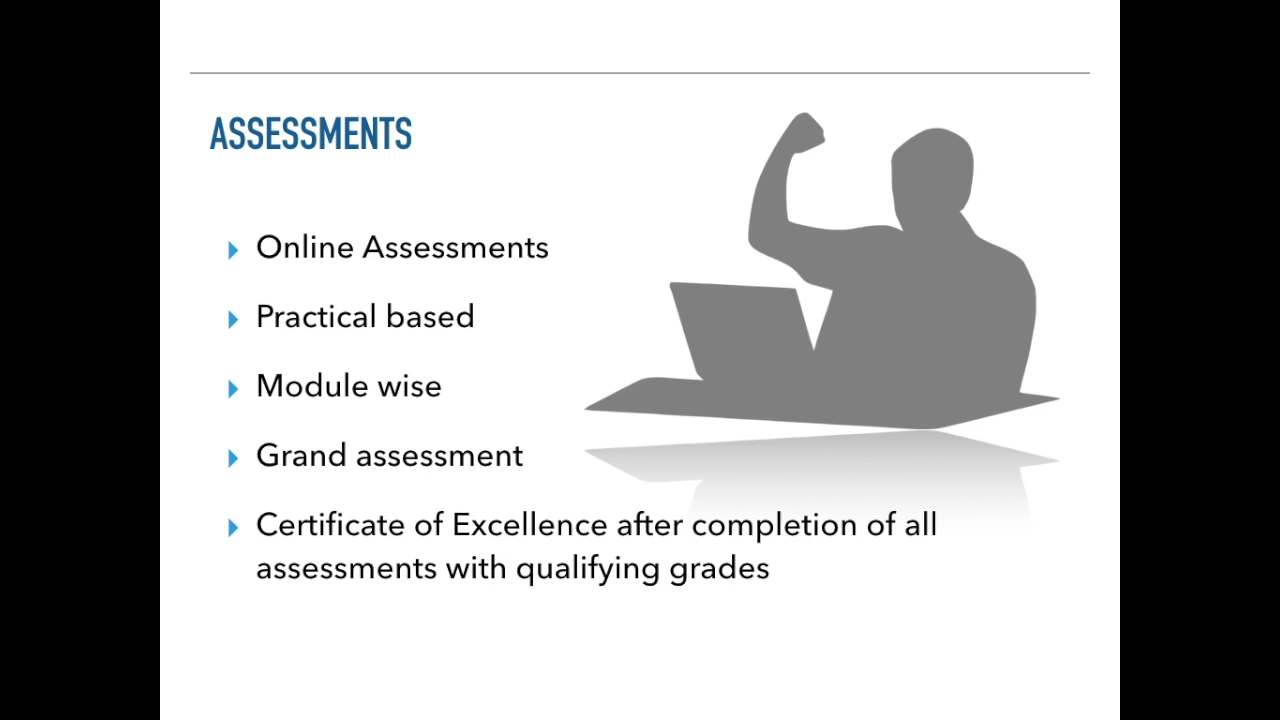 ASSESSMENTS
Online Assessments
Practical based
Module wise
Grand assessment
Certificate of Excellence after completion of all
assessments with qualifying grades